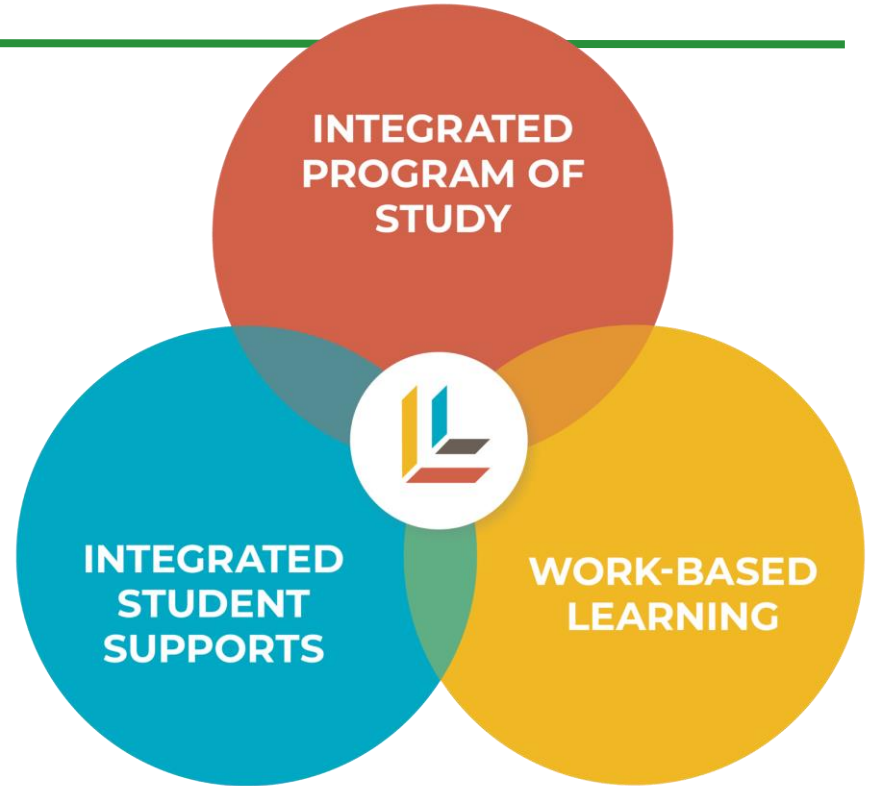 INTEGRATED
PROGRAM OF
STUDY
INTEGRATED
STUDENT
SUPPORTS
WORK-BASED
LEARNING